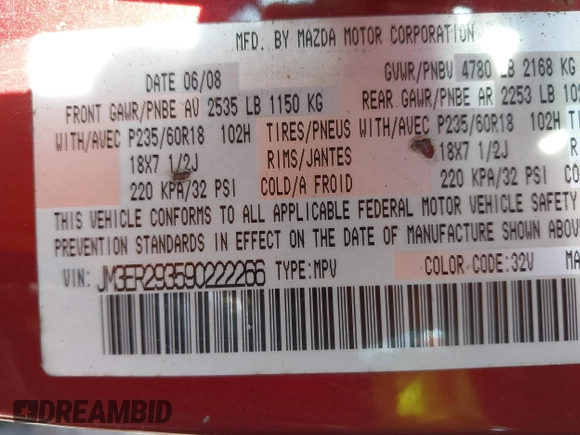 MFD. BY MAZDA MOTOR CORPORATION
DATE 06/08 GVWR/PNBV 4780 LB 2168 KG
FRONT GAWR/PNBE AV 2535 LB 1150 KG REAR GAWR/PNBE AR 2253 LB
WITH/AVEC P235/60R18 102H TIRES/PNEUS WITH/AVEC P235/60R18 102H
18X7 1/2J RIMS/JANTES 18X7 1/2J
220 KPA/32 PSI COLD/A FROID 220 KPA/32 PSI
THIS VEHICLE CONFORMS TO ALL APPLICABLE FEDERAL MOTOR VEHICLE SAFETY
PREVENTION STANDARDS IN EFFECT ON THE DATE OF MANUFACTURE SHOWN ABOVE
VIN: JM3ER293590222266 TYPE:MPV COLOR-CODE:32V
DREAMBID